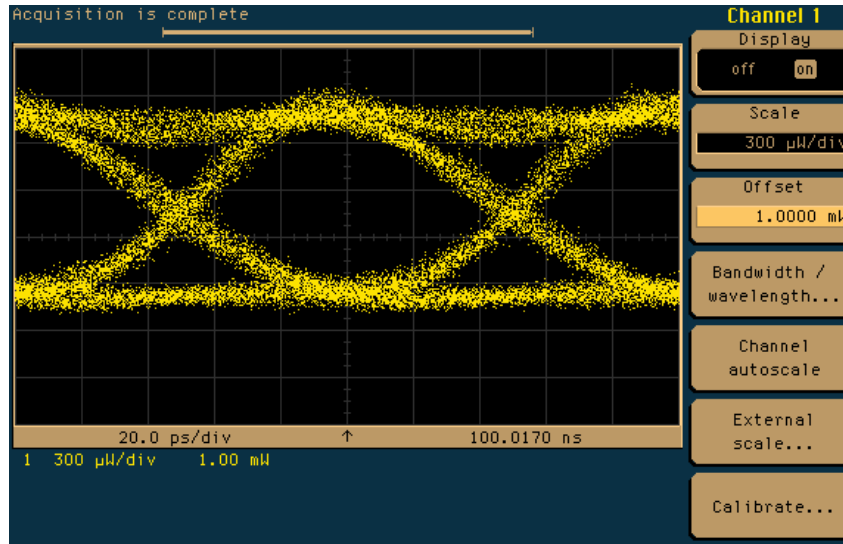 Acquisition is complete
Channel 1
Display
off on
Scale
300 µW/div
Offset
1.0000 mW
Bandwidth /
wavelength...
Channel
autoscale
External
scale...
Calibrate...
20.0 ps/div ↑ 100.0170 ns
1 300 µW/div 1.00 mW